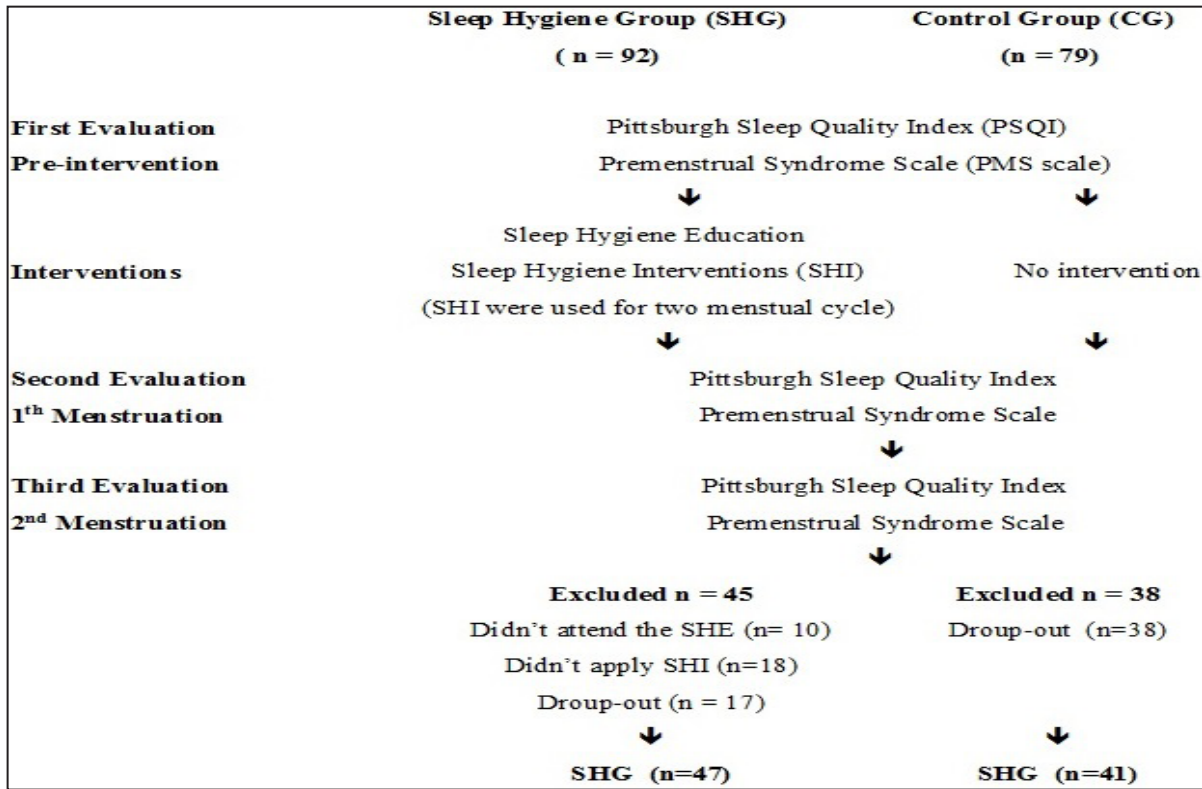 Sleep Hygiene Group (SHG) Control Group (CG)
( n = 92) (n = 79)
First Evaluation Pittsburgh Sleep Quality Index (PSQI)
Pre-intervention Premenstrual Syndrome Scale (PMS scale)
Sleep Hygiene Education
Interventions Sleep Hygiene Interventions (SHI) No intervention
(SHI were used for two menstual cycle)
Second Evaluation Pittsburgh Sleep Quality Index
1th Menstruation Premenstrual Syndrome Scale
Third Evaluation Pittsburgh Sleep Quality Index
2nd Menstruation Premenstrual Syndrome Scale
Excluded n = 45 Excluded n = 38
Didn't attend the SHE (n= 10) Droup-out (n=38)
Didn't apply SHI (n=18)
Droup-out (n = 17)
SHG (n=47) SHG (n=41)